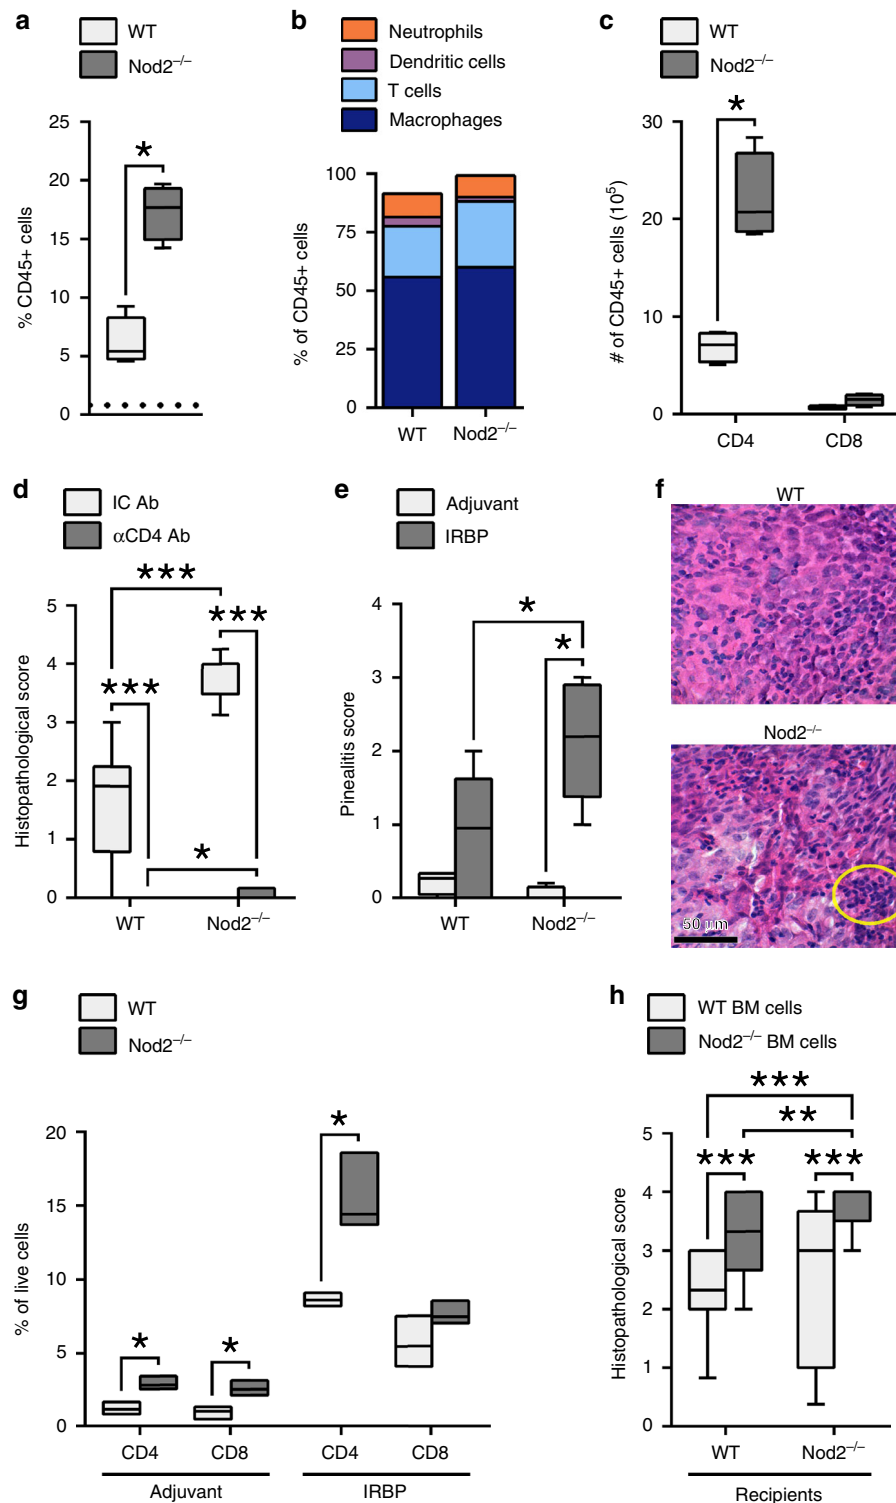 a
WT
Nod2−/−
25
20
15
10
5
0
% CD45+ cells
*
b
Neutrophils
Dendritic cells
T cells
Macrophages
100
75
50
25
0
% of CD45+ cells
WT Nod2−/−
c
WT
Nod2−/−
30
20
10
0
# of CD45+ cells (10⁵)
*
CD4 CD8
d
IC Ab
αCD4 Ab
5
4
3
2
1
0
Histopathological score
***
***
***
*
WT Nod2−/−
e
Adjuvant
IRBP
4
3
2
1
0
Pinealitis score
*
*
WT Nod2−/−
f
WT
Nod2−/−
50 μm
g
WT
Nod2−/−
20
15
10
5
0
% of live cells
*
*
*
CD4 CD8 CD4 CD8
Adjuvant IRBP
h
WT BM cells
Nod2−/− BM cells
5
4
3
2
1
0
Histopathological score
***
**
*** ***
WT Nod2−/−
Recipients